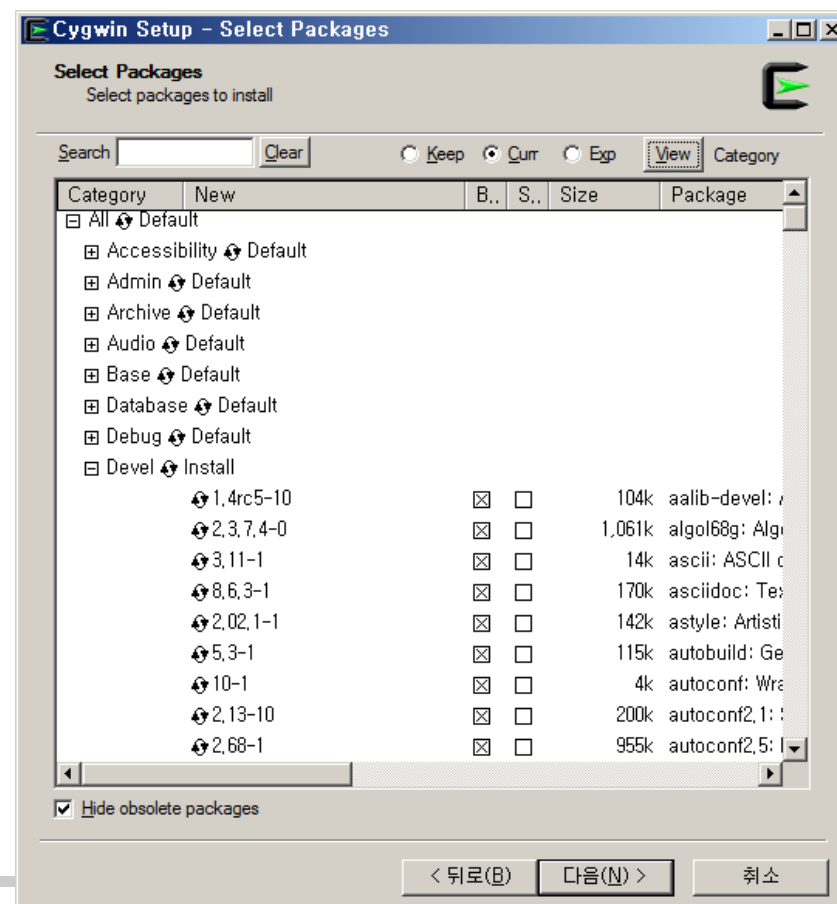 Cygwin Setup - Select Packages
Select Packages
Select packages to install
Search Clear Keep Curr Exp View Category
Category New B.. S.. Size Package
All Default
Accessibility Default
Admin Default
Archive Default
Audio Default
Base Default
Database Default
Debug Default
Devel Install
1,4rc5-10 104k aalib-devel:
2,3,7,4-0 1,061k algol68g:
3,11-1 14k ascii: ASCII
8,6,3-1 170k asciidoc:
2,02,1-1 142k astyle: Artisti
5,3-1 115k autobuild: Ge
10-1 4k autoconf: Wra
2,13-10 200k autoconf2,1:
2,68-1 955k autoconf2,5:
Hide obsolete packages
< 뒤로(B) 다음(N) > 취소